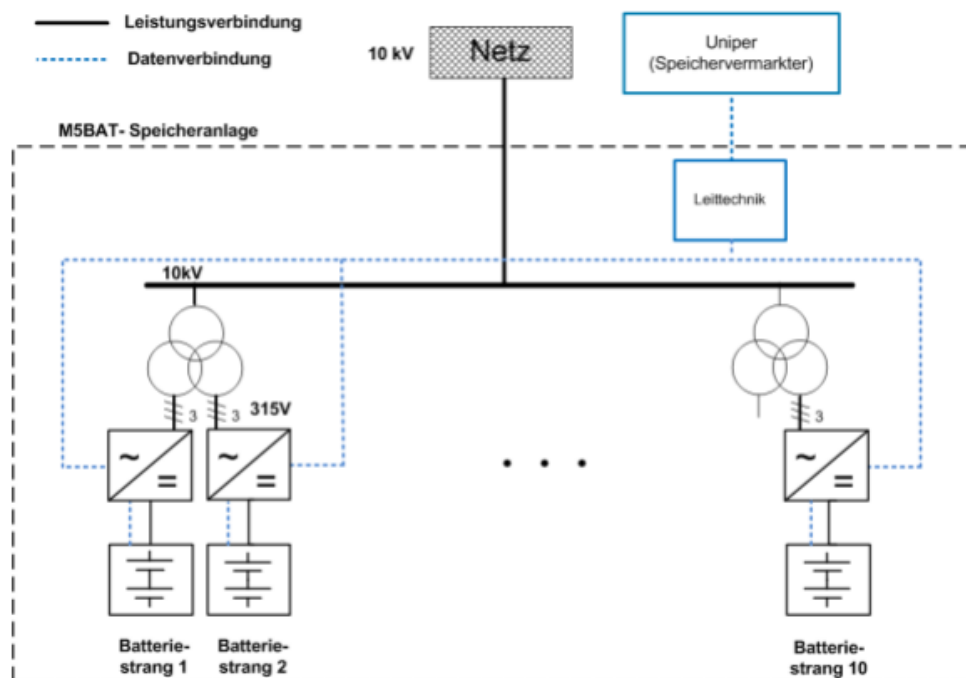 Leistungsverbindung
Datenverbindung
10 kV
Netz
Uniper
(Speichervermarkter)
M5BAT- Speicheranlage
Leittechnik
10kV
3
3
315V
3
~
=
~
=
• • •
~
=
Batterie-
strang 1
Batterie-
strang 2
Batterie-
strang 10